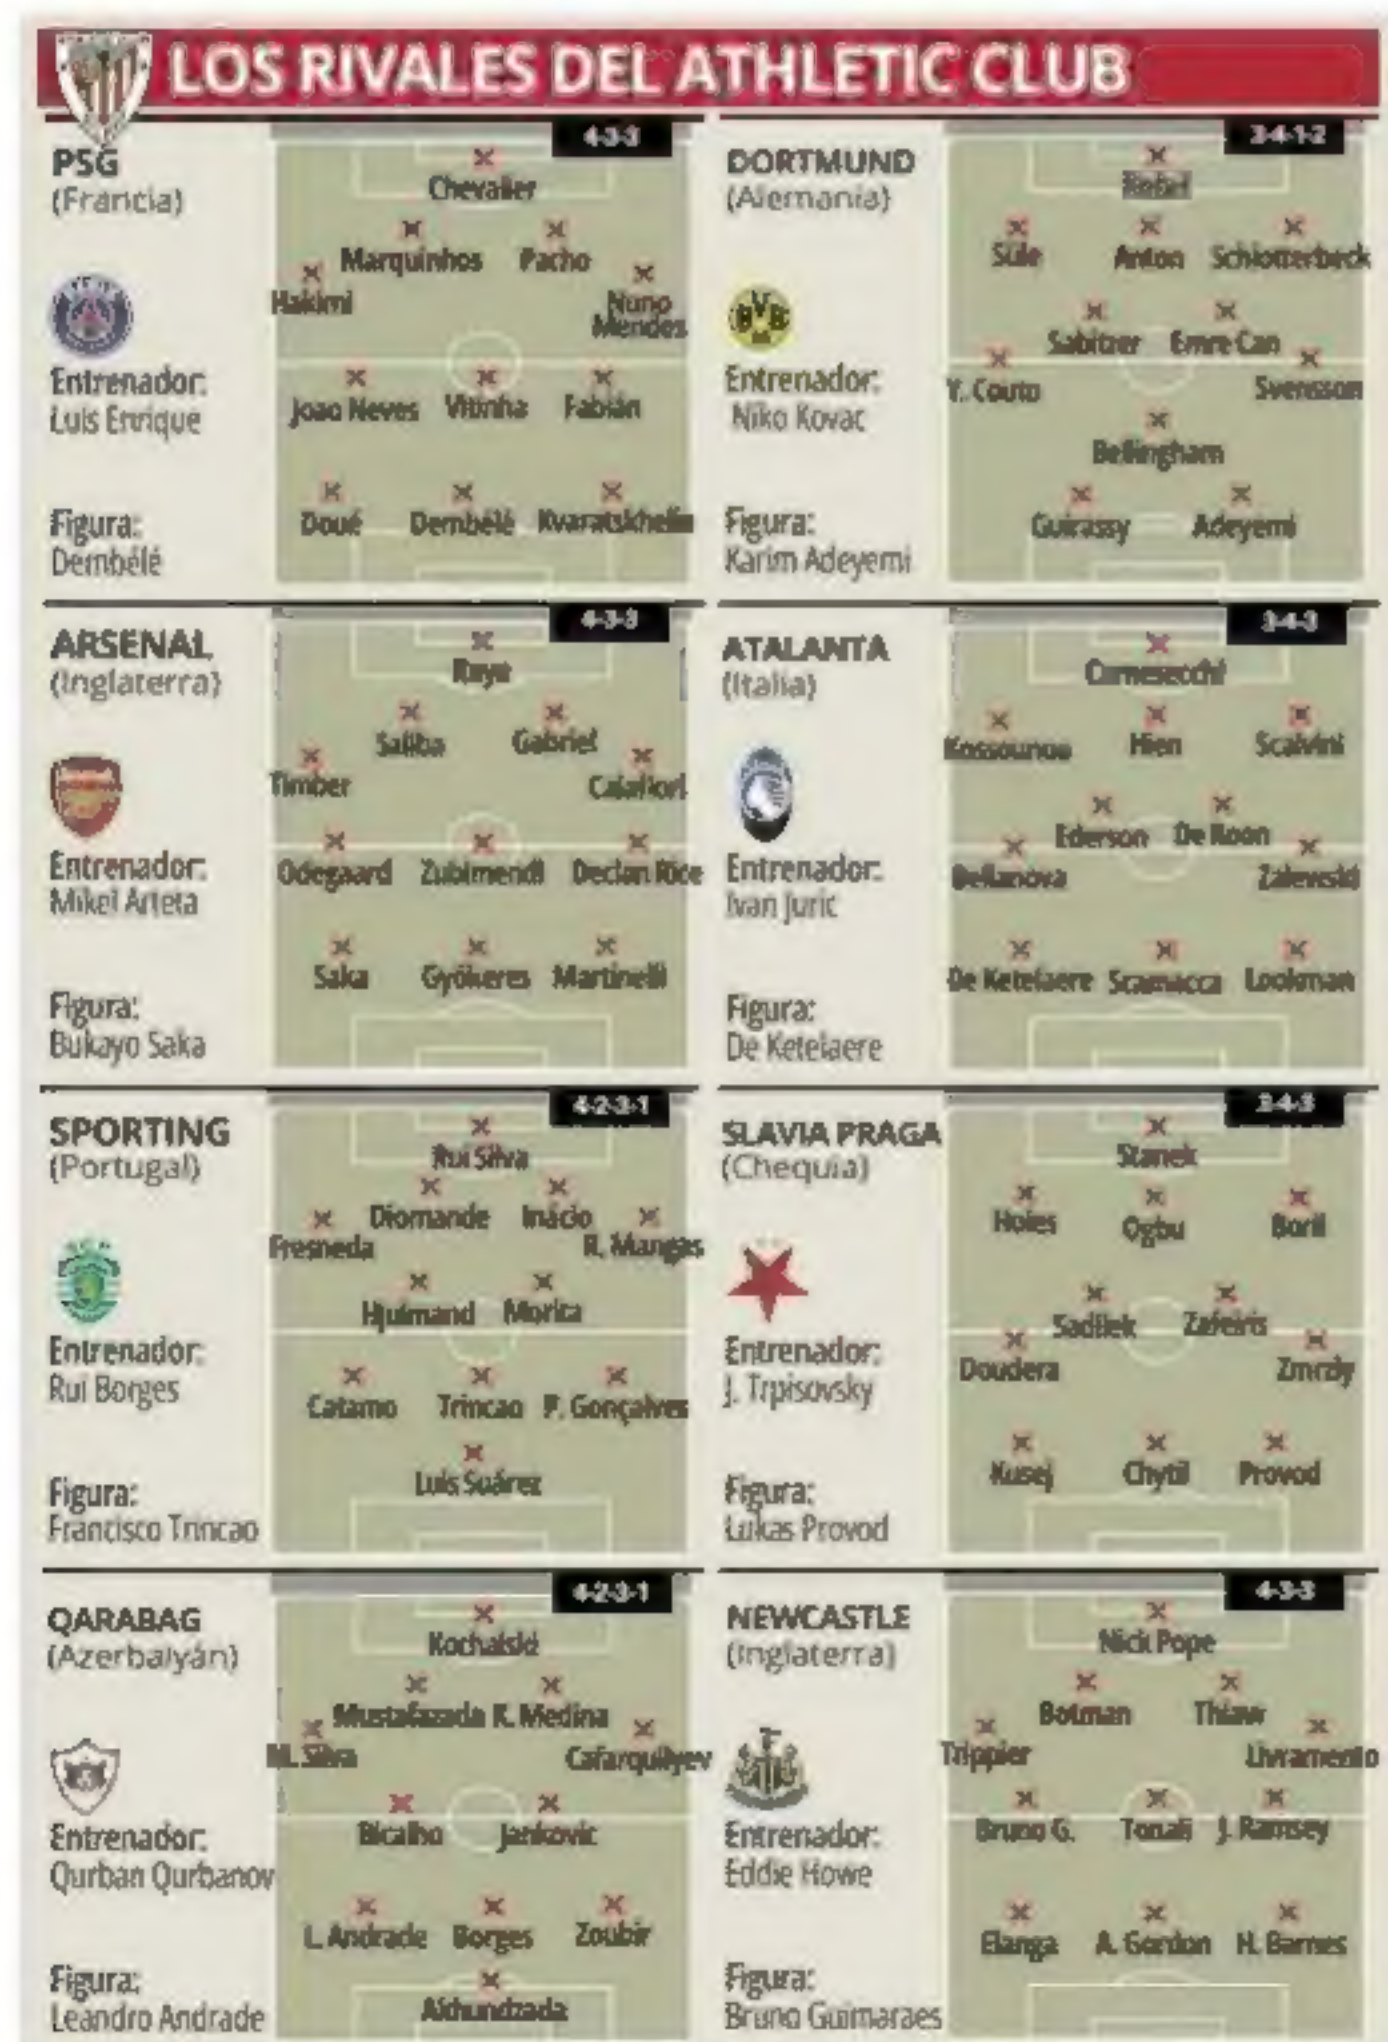 LOS RIVALES DEL ATHLETIC CLUB
PSG
(Francia)
Entrenador:
Luis Enrique
Figura:
Dembélé
4-3-3
Chevalier
Marquinhos Pacho
Hakimi Nuno
Mendes
Joao Neves Vitinha Fabián
Doué Dembélé Kvaratskhelia
DORTMUND
(Alemania)
Entrenador:
Niko Kovac
Figura:
Karim Adeyemi
3-4-1-2
Süle Anton Schlotterbeck
Sabitzer Emre Can
Y. Couto Svensson
Bellingham
Guirassy Adeyemi
ARSENAL
(Inglaterra)
Entrenador:
Mikel Arteta
Figura:
Bukayo Saka
4-3-3
Raya
Saliba Gabriel
Timber Calafiori
Odegaard Zubimendi Declan Rice
Saka Gyökeres Martinelli
ATALANTA
(Italia)
Entrenador:
Ivan Juric
Figura:
De Ketelaere
3-4-3
Carnesecchi
Kossounou Hien Scalvini
Ederson De Roon
Bellanova Zalewski
De Ketelaere Scamacca Lookman
SPORTING
(Portugal)
Entrenador:
Rui Borges
Figura:
Francisco Trincao
4-2-3-1
Rui Silva
Diomande Inácio
Fresneda R. Mangas
Hjulmand Morita
Catamo Trincao P. Gonçalves
Luis Suárez
SLAVIA PRAGA
(Chequia)
Entrenador:
J. Trpisovsky
Figura:
Lukas Provod
3-4-3
Stanek
Holes Ogbu Boril
Sadilek Zafeiris
Doudera Zmrzly
Kusej Chytil Provod
QARABAG
(Azerbaiyán)
Entrenador:
Qurban Qurbanov
Figura:
Leandro Andrade
4-2-3-1
Kochalski
Mustafazada K. Medina
M. Silva Cafarquliyev
Bicalho Jankovic
L. Andrade Borges Zoubir
Akhundzada
NEWCASTLE
(Inglaterra)
Entrenador:
Eddie Howe
Figura:
Bruno Guimaraes
4-3-3
Nick Pope
Botman Thiaw
Trippier Livramento
Bruno G. Tonali J. Ramsey
Elanga A. Gordon H. Barnes